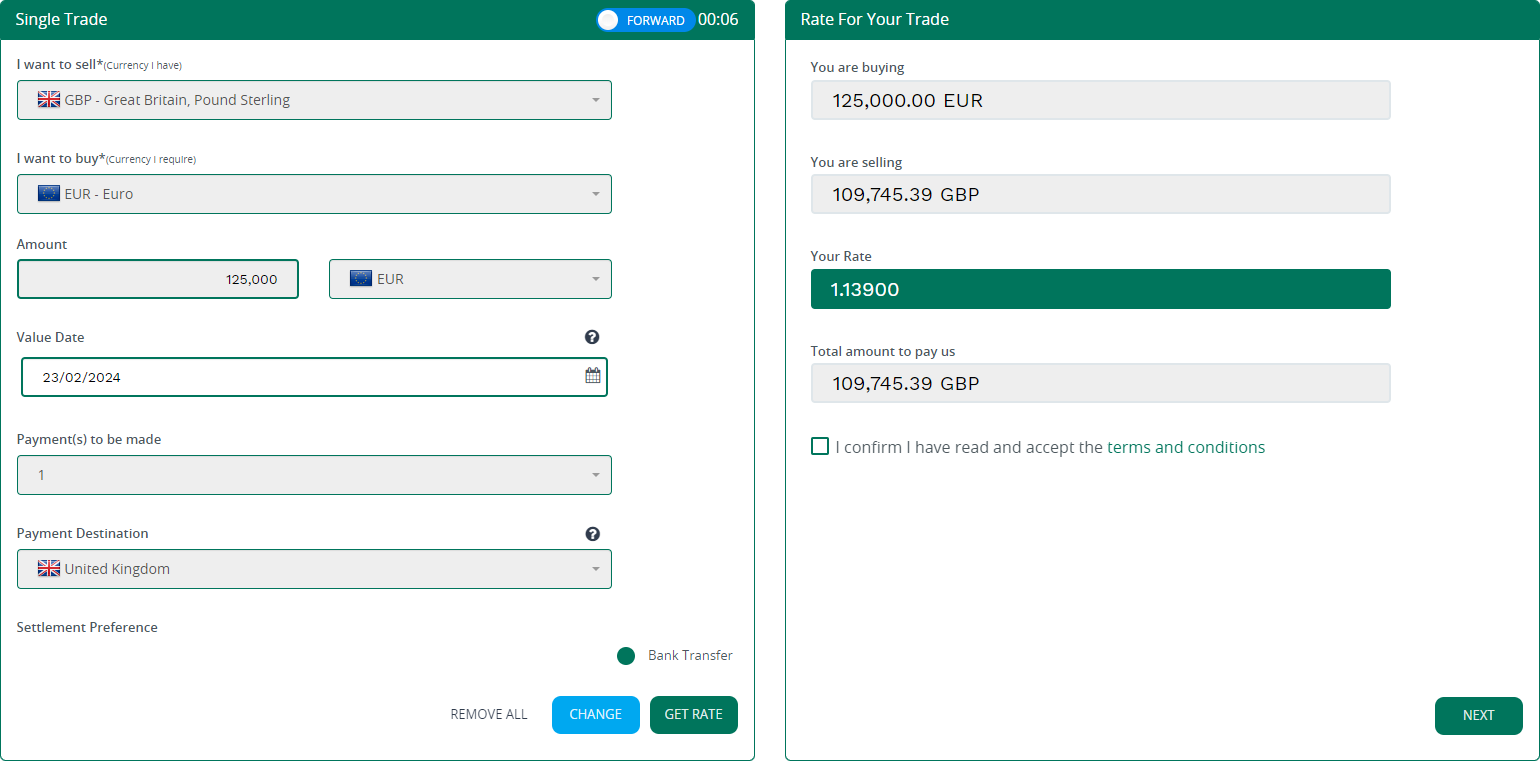 Single Trade
FORWARD 00:06
I want to sell*(Currency I have)
GBP - Great Britain, Pound Sterling
I want to buy*(Currency I require)
EUR - Euro
Amount
125,000
EUR
Value Date
?
23/02/2024
Payment(s) to be made
1
Payment Destination
?
United Kingdom
Settlement Preference
Bank Transfer
REMOVE ALL
CHANGE
GET RATE
Rate For Your Trade
You are buying
125,000.00 EUR
You are selling
109,745.39 GBP
Your Rate
1.13900
Total amount to pay us
109,745.39 GBP
I confirm I have read and accept the terms and conditions
NEXT